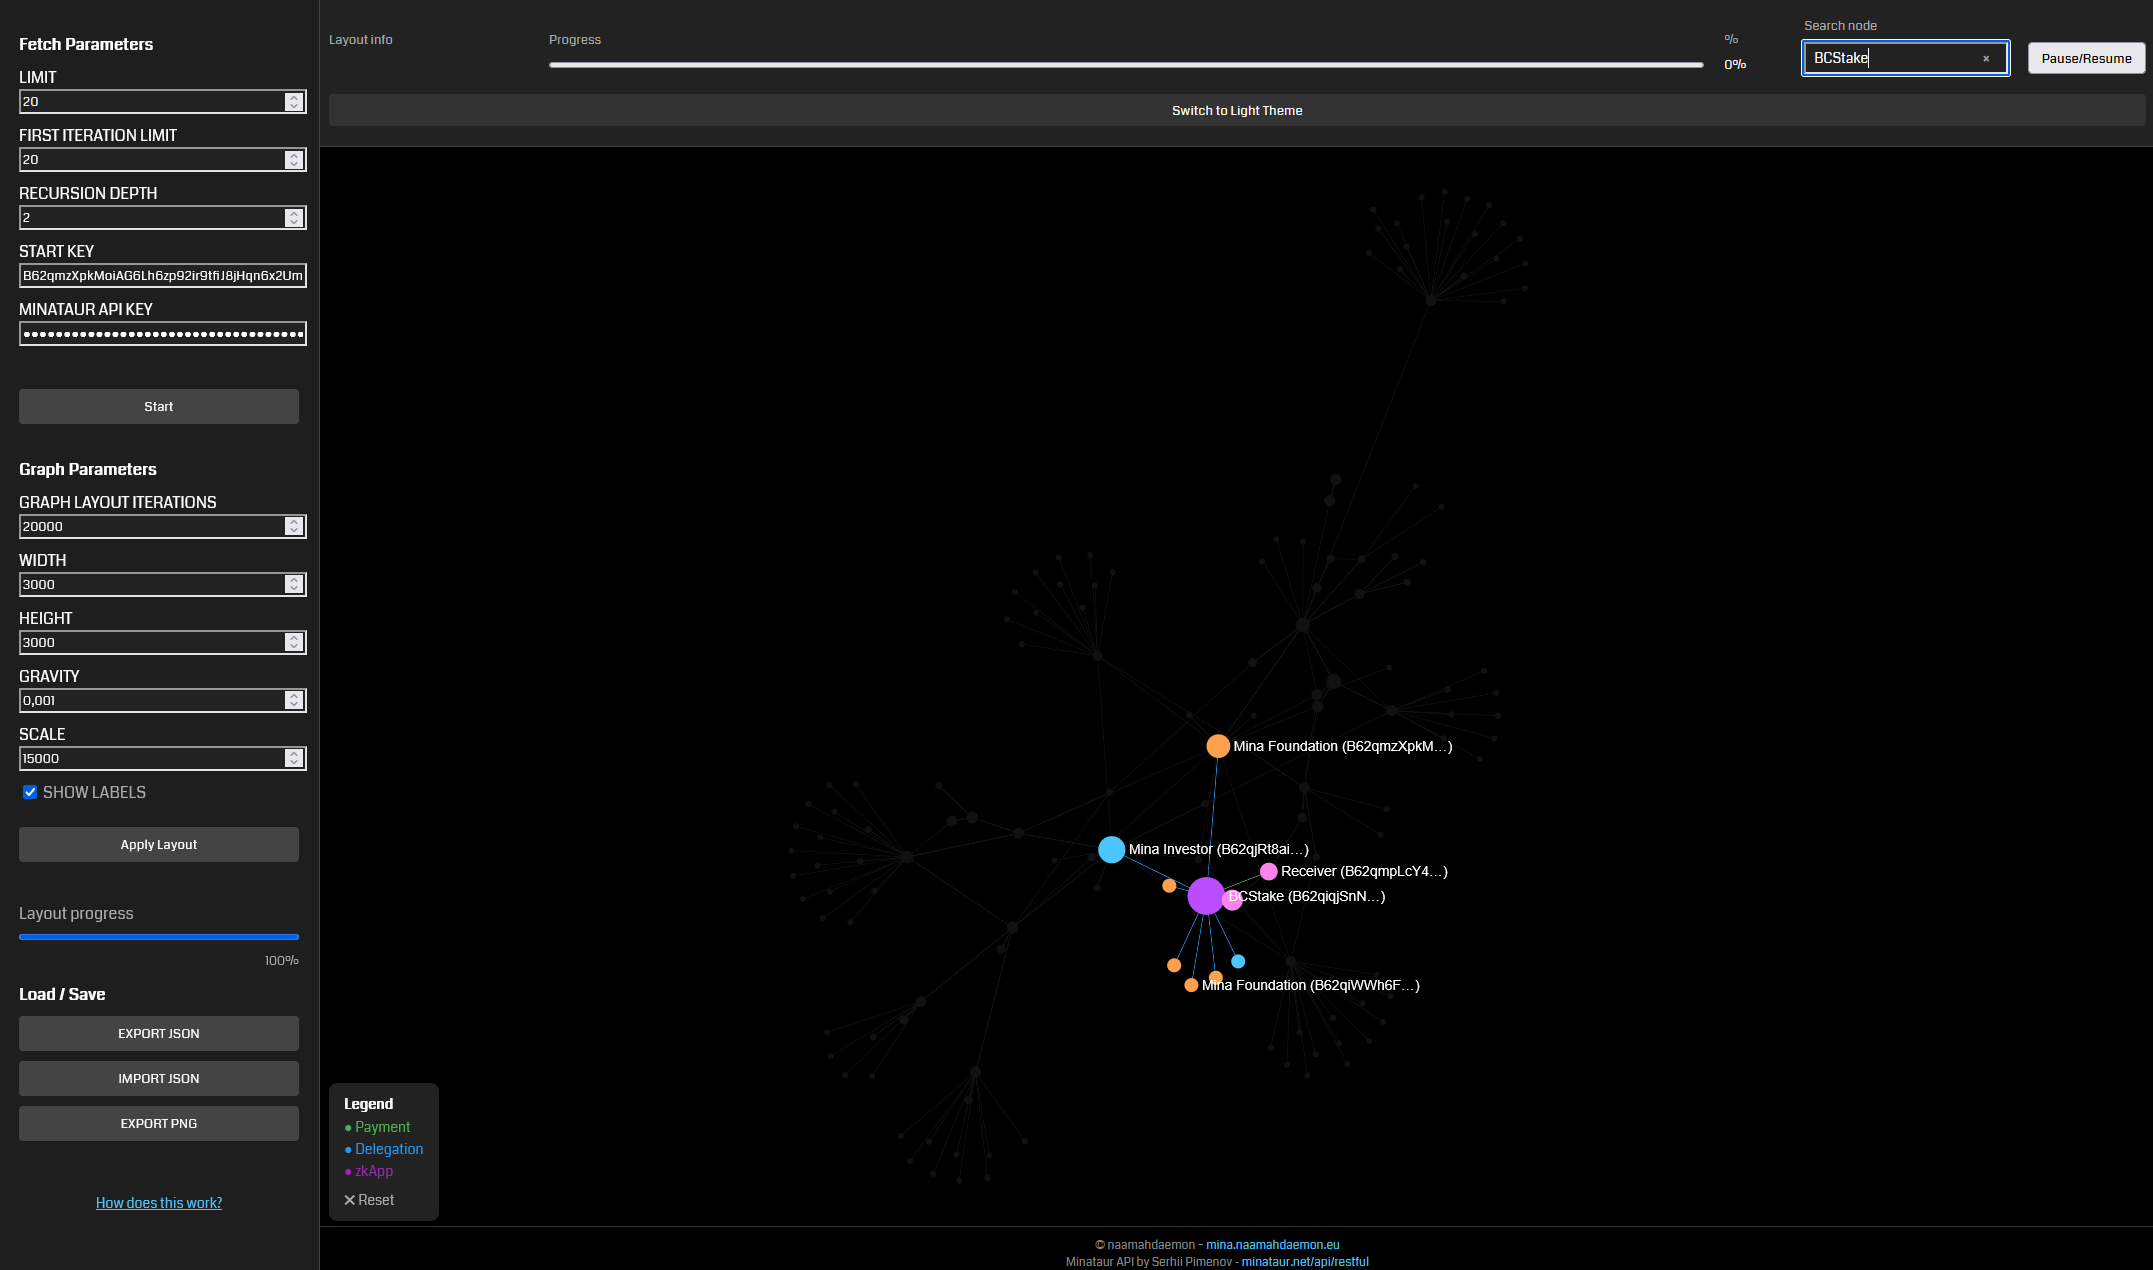 Fetch Parameters
LIMIT
20
FIRST ITERATION LIMIT
20
RECURSION DEPTH
2
START KEY
B62qmzXpkMoiAG6Lh6zp92ir9tfiJ8jHqn6x2Um
MINATAUR API KEY
Start
Graph Parameters
GRAPH LAYOUT ITERATIONS
20000
WIDTH
3000
HEIGHT
3000
GRAVITY
0,001
SCALE
15000
SHOW LABELS
Apply Layout
Layout progress
100%
Load / Save
EXPORT JSON
IMPORT JSON
EXPORT PNG
How does this work?
Layout info
Progress
%
0%
Search node
BCStake
×
Pause/Resume
Switch to Light Theme
Mina Foundation (B62qmzXpkM...)
Mina Investor (B62qjRt8ai...)
Receiver (B62qmpLcY4...)
BCStake (B62qiqjSnN...)
Mina Foundation (B62qiWWh6F...)
Legend
● Payment
● Delegation
● zkApp
✕ Reset
© naamahdaemon - mina.naamahdaemon.eu
Minataur API by Serhii Pimenov - minataur.net/api/restful